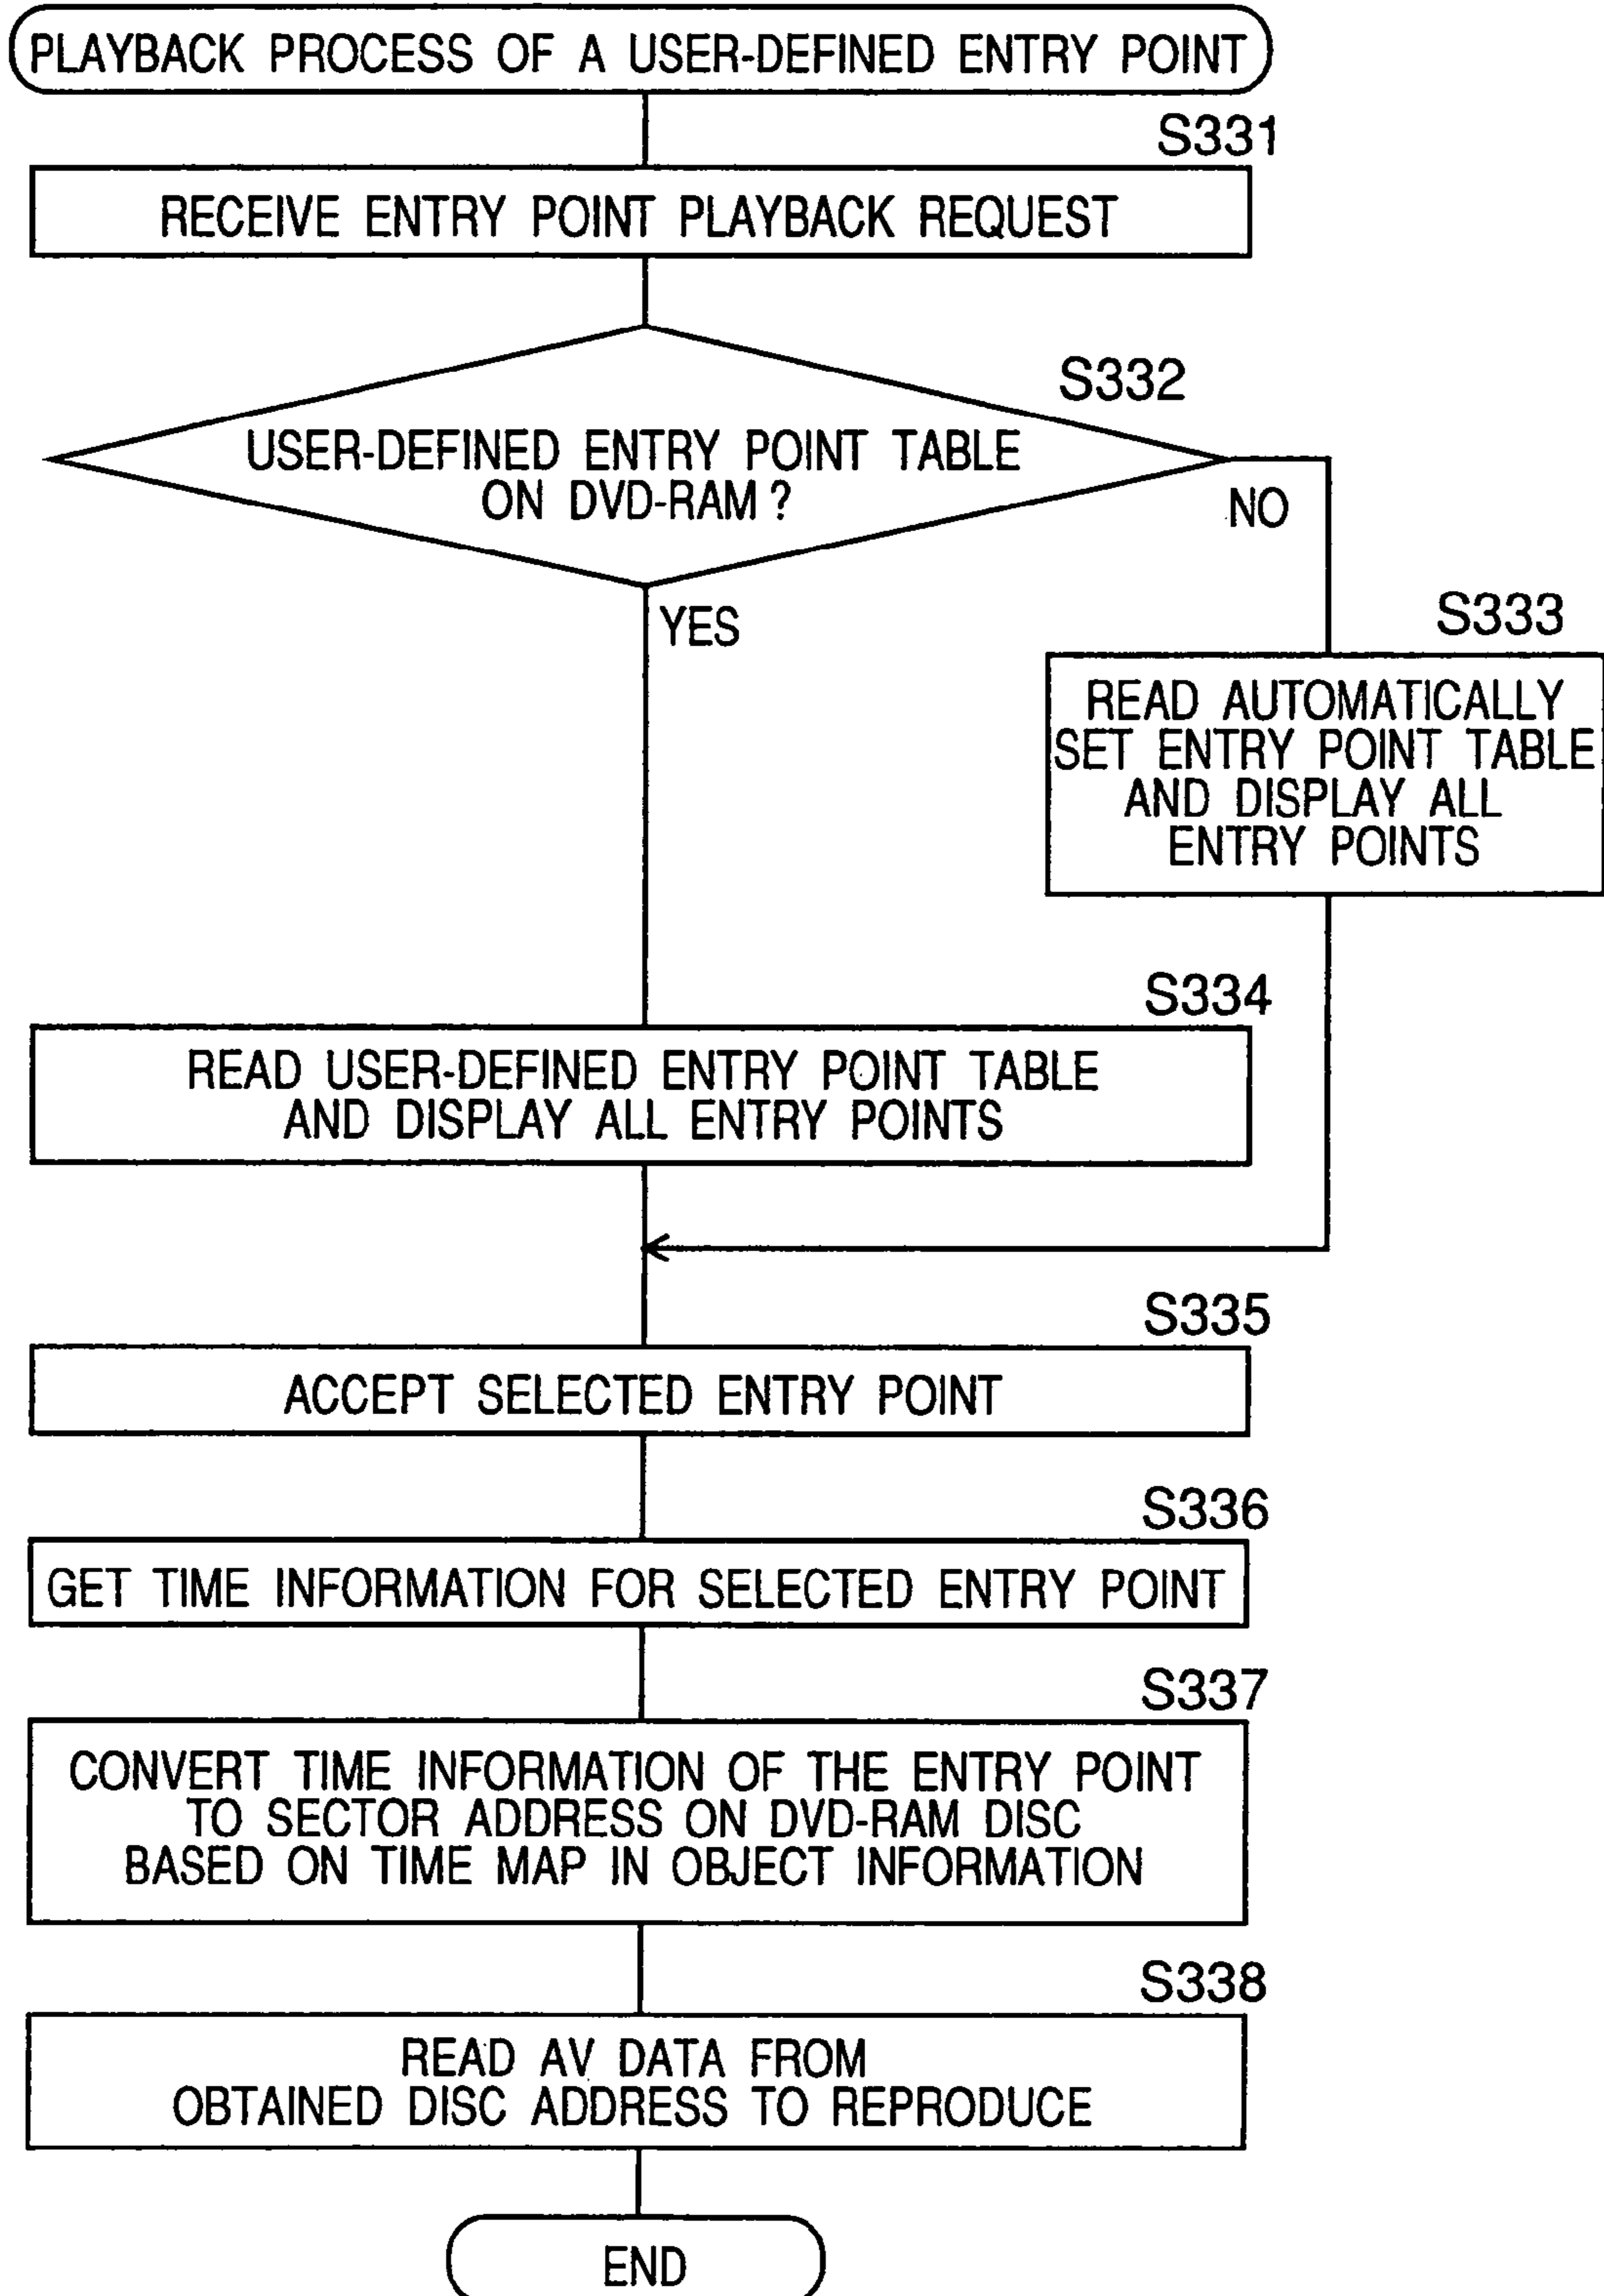 PLAYBACK PROCESS OF A USER-DEFINED ENTRY POINT
S331
RECEIVE ENTRY POINT PLAYBACK REQUEST
S332
USER-DEFINED ENTRY POINT TABLE
ON DVD-RAM?
NO
YES
S333
READ AUTOMATICALLY
SET ENTRY POINT TABLE
AND DISPLAY ALL
ENTRY POINTS
S334
READ USER-DEFINED ENTRY POINT TABLE
AND DISPLAY ALL ENTRY POINTS
S335
ACCEPT SELECTED ENTRY POINT
S336
GET TIME INFORMATION FOR SELECTED ENTRY POINT
S337
CONVERT TIME INFORMATION OF THE ENTRY POINT
TO SECTOR ADDRESS ON DVD-RAM DISC
BASED ON TIME MAP IN OBJECT INFORMATION
S338
READ AV DATA FROM
OBTAINED DISC ADDRESS TO REPRODUCE
END